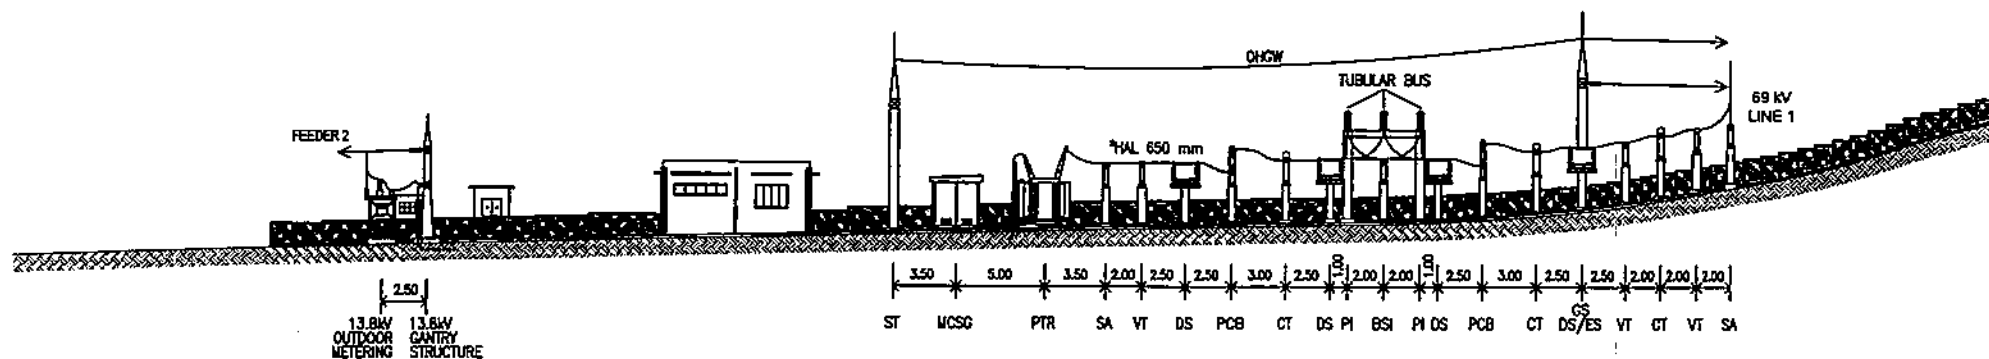 OHGW
TUBULAR BUS
69 kV
LINE 1
FEEDER 2
*HAL 650 mm
2.50
3.50 5.00 3.50 2.00 2.50 2.50 3.00 2.50 1.00 2.00 2.00 1.00 2.50 3.00 2.50 2.50 2.00 2.00 2.00
13.8kV
OUTDOOR
METERING
13.8kV
GANTRY
STRUCTURE
ST MCSG PTR SA VT DS PCB CT DS PI BSI PI DS PCB CT GS
DS/ES VT CT VT SA